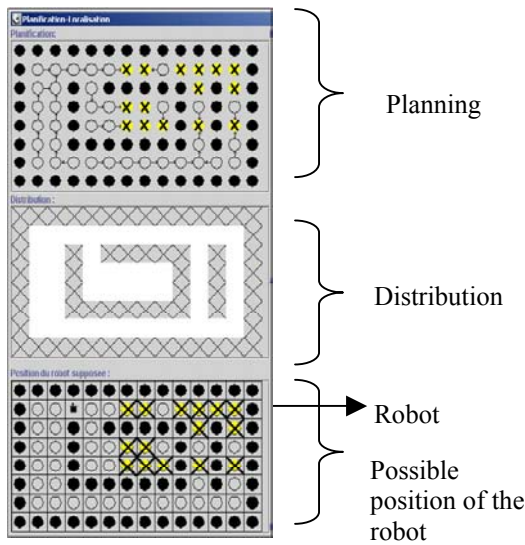 Planification-Localisation
Planification:
Planning
Distribution :
Distribution
Position du robot supposée :
Robot
Possible
position of the
robot